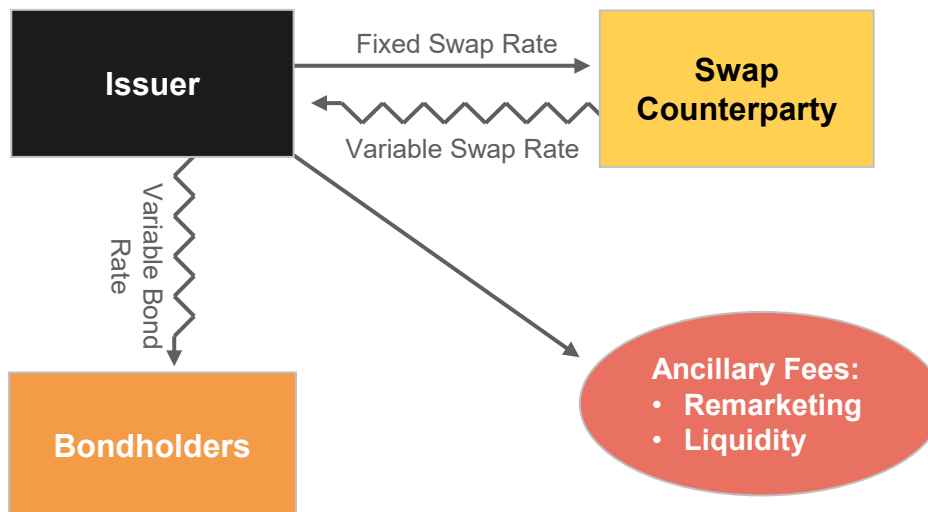 Issuer
Fixed Swap Rate
Swap
Counterparty
Variable Swap Rate
Variable Bond
Rate
Bondholders
Ancillary Fees:
• Remarketing
• Liquidity